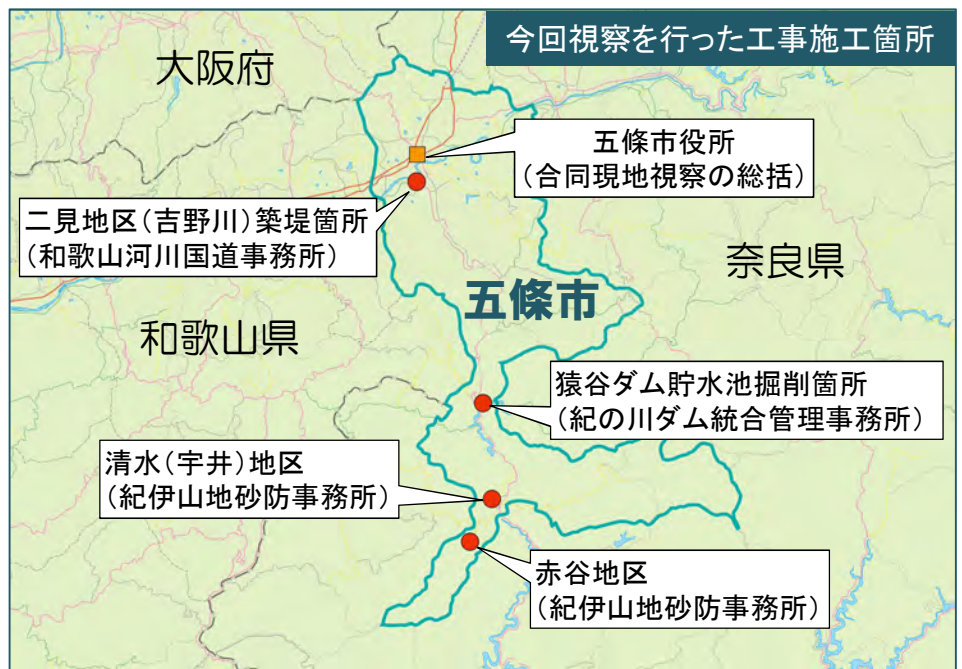 今回視察を行った工事施工箇所
大阪府
五條市役所
(合同現地視察の総括)
二見地区(吉野川)築堤箇所
(和歌山河川国道事務所)
奈良県
五條市
和歌山県
猿谷ダム貯水池掘削箇所
(紀の川ダム統合管理事務所)
清水(宇井)地区
(紀伊山地砂防事務所)
赤谷地区
(紀伊山地砂防事務所)